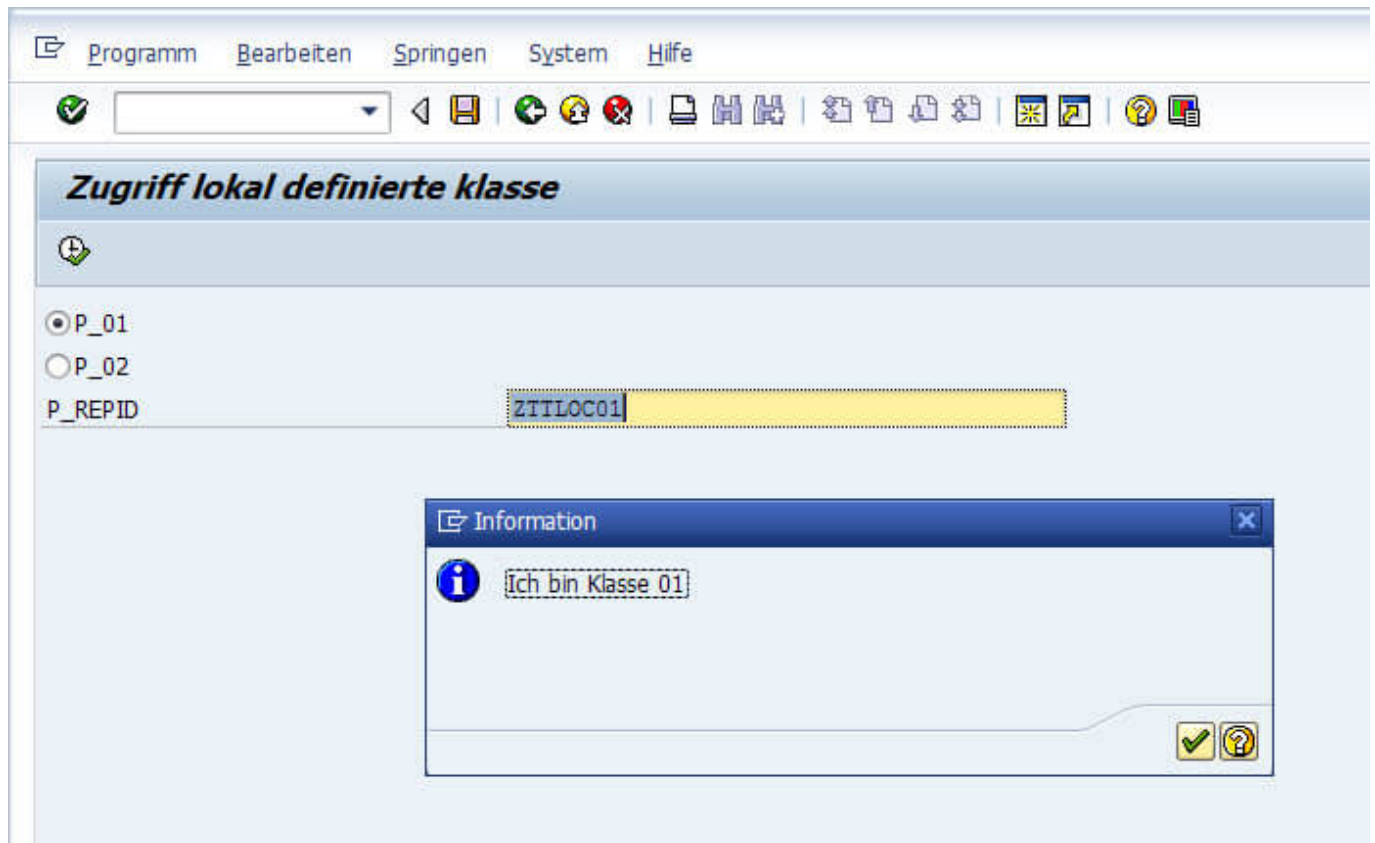 Programm Bearbeiten Springen System Hilfe
Zugriff lokal definierte klasse
P_01
P_02
P_REPID ZTTLOC01
Information
Ich bin Klasse 01